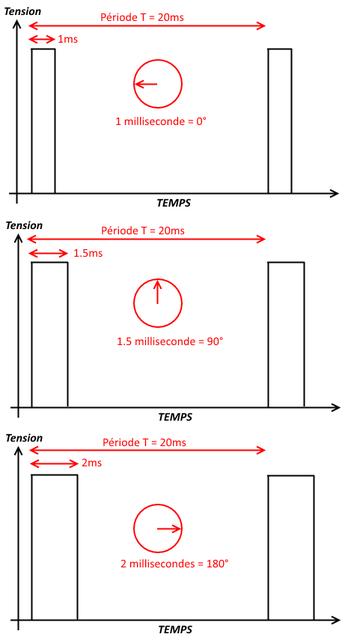 Tension
Période T = 20ms
1ms
1 milliseconde = 0°
TEMPS
Tension
Période T = 20ms
1.5ms
1.5 milliseconde = 90°
TEMPS
Tension
Période T = 20ms
2ms
2 millisecondes = 180°
TEMPS